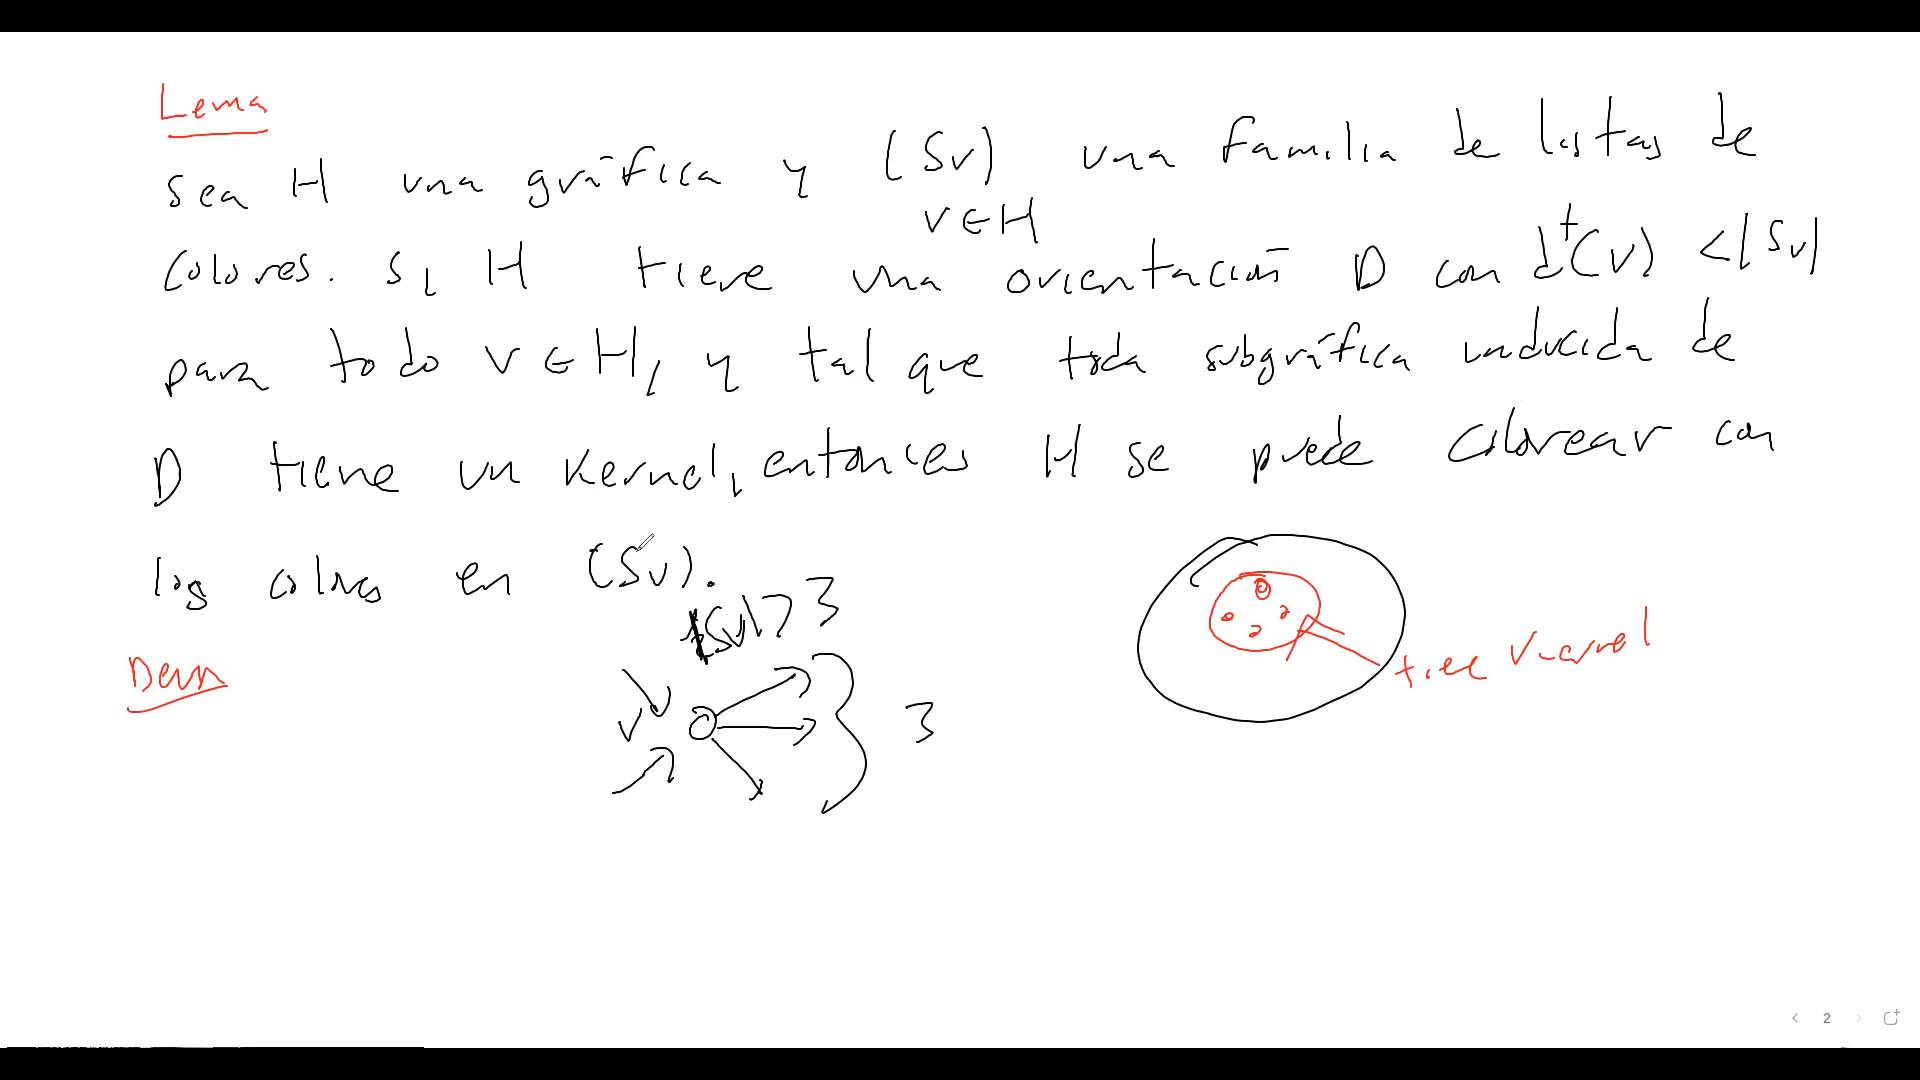 Lema
sea H una gráfica y (Sv) una familia de listas de
v∈H
colores. si H tiene una orientación D con d⁺(v) <|Sv|
para todo v∈H, y tal que toda subgráfica inducida de
D tiene un kernel, entonces H se puede colorear con
los colores en (Sv).
|Sv|>3
Dem
v
3
tiene kernel
2